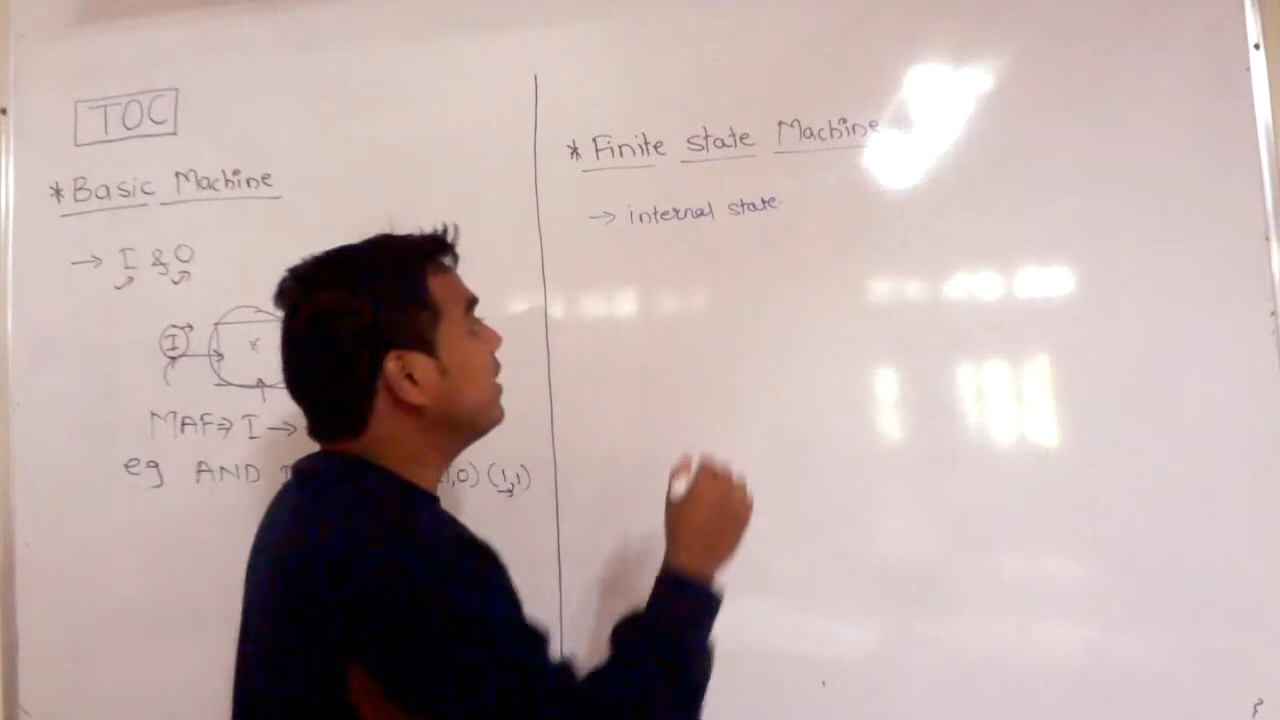 TOC
* Basic Machine
→ I & O
I
MAF ⇒ I →
eg AND ,0) (1,1)
* Finite state Machine
→ internal state.